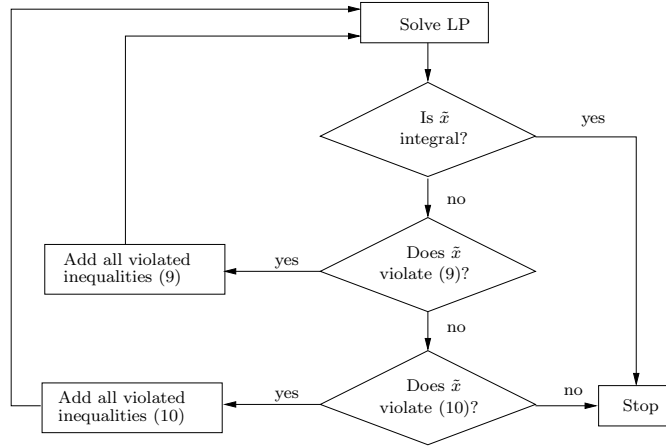 Solve LP
Is x̃
integral?
yes
no
Does x̃
violate (9)?
yes
Add all violated
inequalities (9)
no
Does x̃
violate (10)?
yes
Add all violated
inequalities (10)
no
Stop